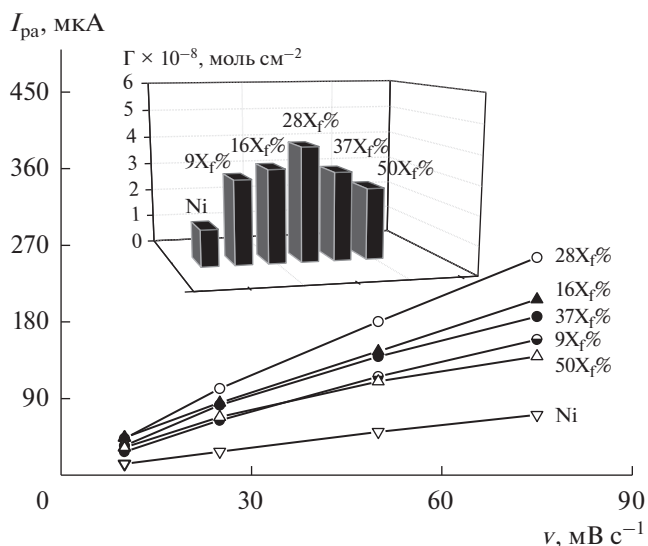 I_pa, мкА
Γ × 10⁻⁸, моль см⁻²
6
5
4
3
2
1
0
Ni
9X_f%
16X_f%
28X_f%
37X_f%
50X_f%
450
360
270
180
90
0
30
60
90
28X_f%
16X_f%
37X_f%
9X_f%
50X_f%
Ni
v, мВ с⁻¹